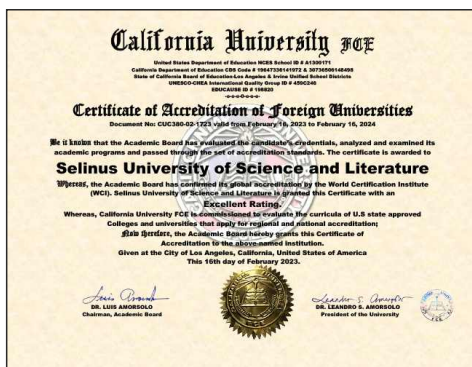 California University FCE
United States Department of Education NCES School ID # A1300171
California Department of Education CDS Code # 19647336141972 & 30736500140495
State of California Board of Education-Los Angeles & Irvine Unified School Districts
UNESCO-CHEA International Quality Group ID # 450C246
EDUCAUSE ID # 196820
Certificate of Accreditation of Foreign Universities
Document No: CUC380-02-1723 valid from February 16, 2023 to February 16, 2024
Be it known that the Academic Board has evaluated the candidate's credentials, analyzed and examined its
academic programs and passed through the set of accreditation standards. The certificate is awarded to
Selinus University of Science and Literature
Whereas, the Academic Board has confirmed its global accreditation by the World Certification Institute
(WCI). Selinus University of Science and Literature is granted this Certificate with an
Excellent Rating.
Whereas, California University FCE is commissioned to evaluate the curricula of U.S state approved
Colleges and universities that apply for regional and national accreditation;
Now therefore, the Academic Board hereby grants this Certificate of
Accreditation to the above-named institution.
Given at the City of Los Angeles, California, United States of America
This 16th day of February 2023.
DR. LUIS AMORSOLO
Chairman, Academic Board
DR. LEANDRO S. AMORSOLO
President of the University